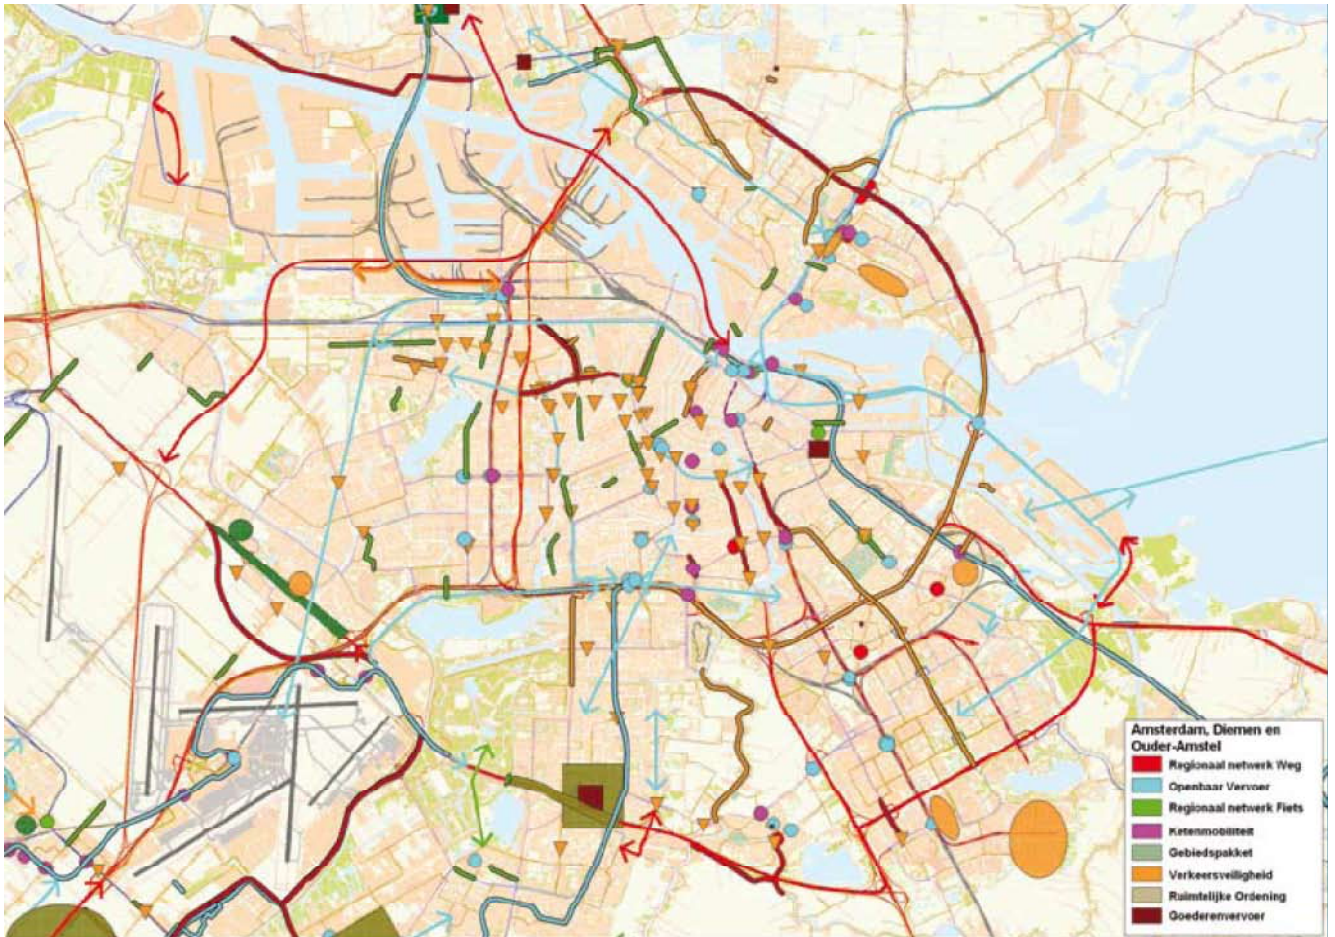 Amsterdam, Diemen en
Ouder-Amstel
Regionaal netwerk Weg
Openbaar Vervoer
Regionaal netwerk Fiets
Ketenmobiliteit
Gebiedspakket
Verkeersveiligheid
Ruimtelijke Ordening
Goederenvervoer